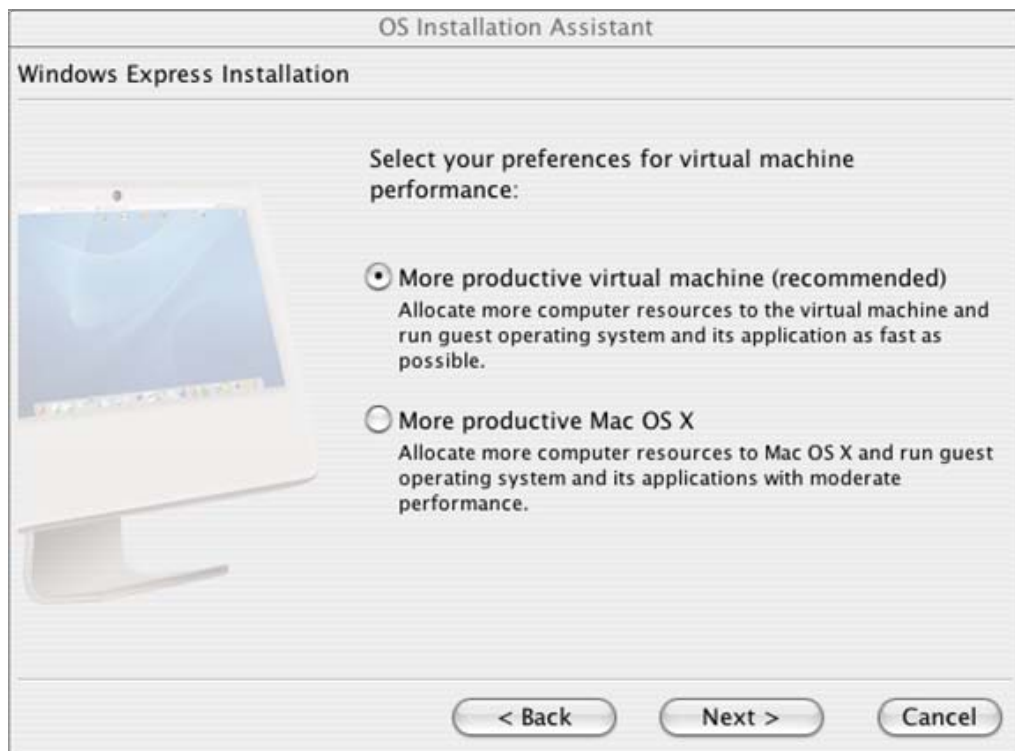 OS Installation Assistant
Windows Express Installation
Select your preferences for virtual machine
performance:
More productive virtual machine (recommended)
Allocate more computer resources to the virtual machine and
run guest operating system and its application as fast as
possible.
More productive Mac OS X
Allocate more computer resources to Mac OS X and run guest
operating system and its applications with moderate
performance.
< Back
Next >
Cancel